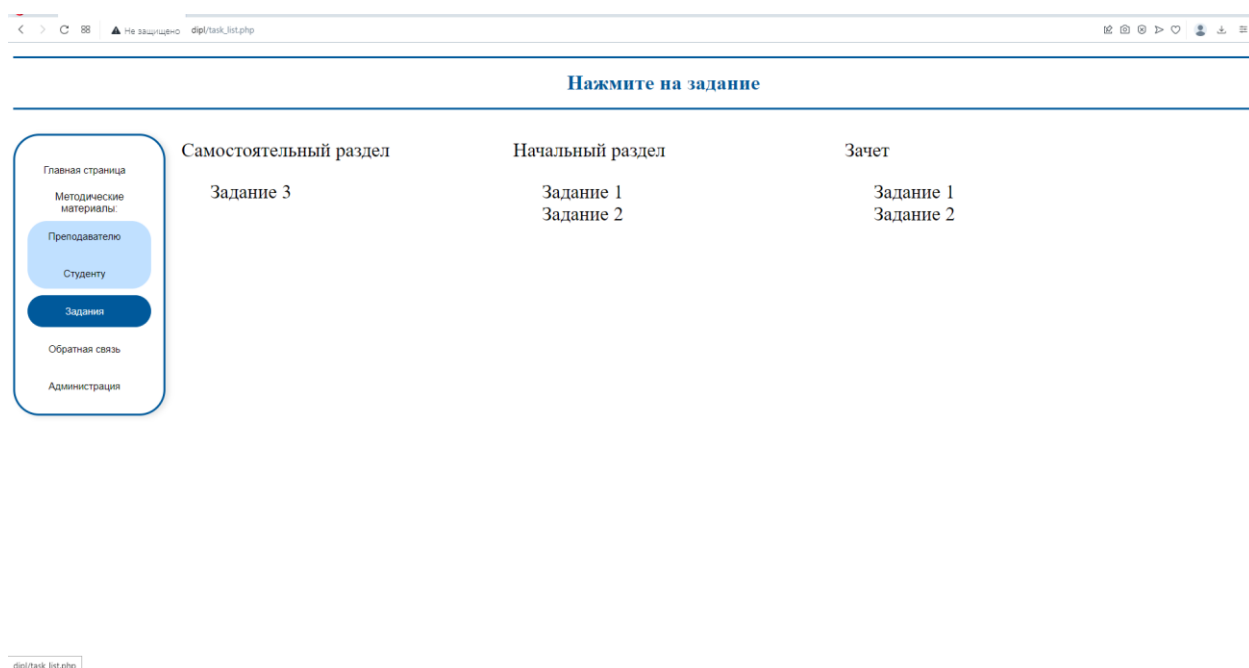 Не защищено dipl/task_list.php
Нажмите на задание
Главная страница
Методические
материалы:
Преподавателю
Студенту
Задания
Обратная связь
Администрация
Самостоятельный раздел
Задание 3
Начальный раздел
Задание 1
Задание 2
Зачет
Задание 1
Задание 2
dipl/task_list.php